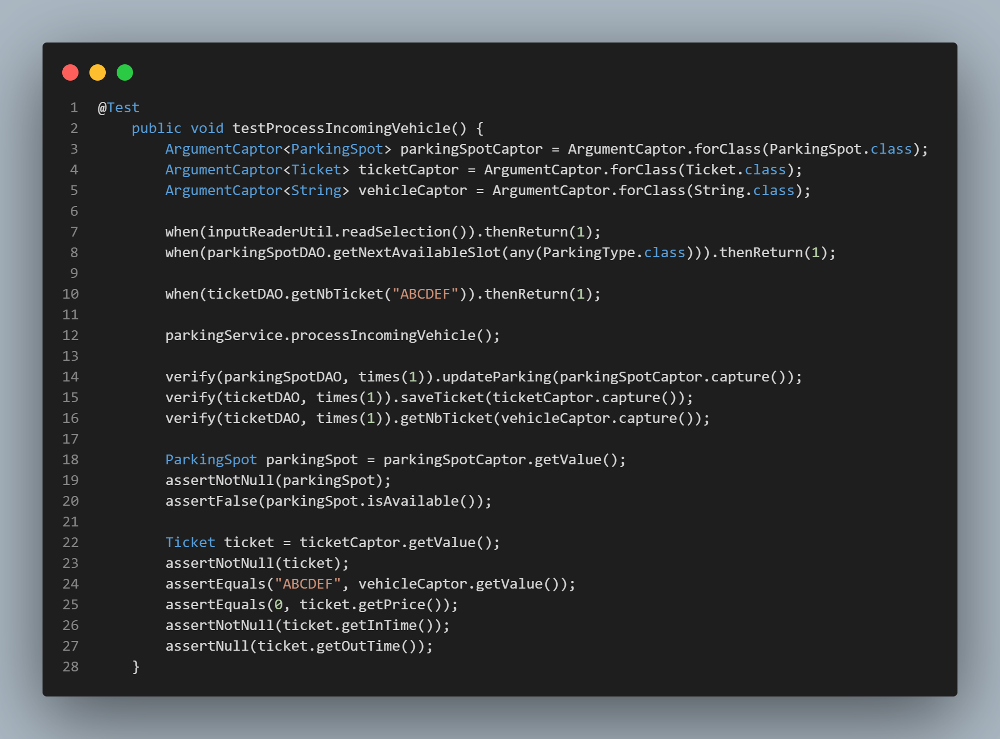 1 @Test
2     public void testProcessIncomingVehicle() {
3         ArgumentCaptor<ParkingSpot> parkingSpotCaptor = ArgumentCaptor.forClass(ParkingSpot.class);
4         ArgumentCaptor<Ticket> ticketCaptor = ArgumentCaptor.forClass(Ticket.class);
5         ArgumentCaptor<String> vehicleCaptor = ArgumentCaptor.forClass(String.class);
6
7         when(inputReaderUtil.readSelection()).thenReturn(1);
8         when(parkingSpotDAO.getNextAvailableSlot(any(ParkingType.class))).thenReturn(1);
9
10         when(ticketDAO.getNbTicket("ABCDEF")).thenReturn(1);
11
12         parkingService.processIncomingVehicle();
13
14         verify(parkingSpotDAO, times(1)).updateParking(parkingSpotCaptor.capture());
15         verify(ticketDAO, times(1)).saveTicket(ticketCaptor.capture());
16         verify(ticketDAO, times(1)).getNbTicket(vehicleCaptor.capture());
17
18         ParkingSpot parkingSpot = parkingSpotCaptor.getValue();
19         assertNotNull(parkingSpot);
20         assertFalse(parkingSpot.isAvailable());
21
22         Ticket ticket = ticketCaptor.getValue();
23         assertNotNull(ticket);
24         assertEquals("ABCDEF", vehicleCaptor.getValue());
25         assertEquals(0, ticket.getPrice());
26         assertNotNull(ticket.getInTime());
27         assertNull(ticket.getOutTime());
28     }